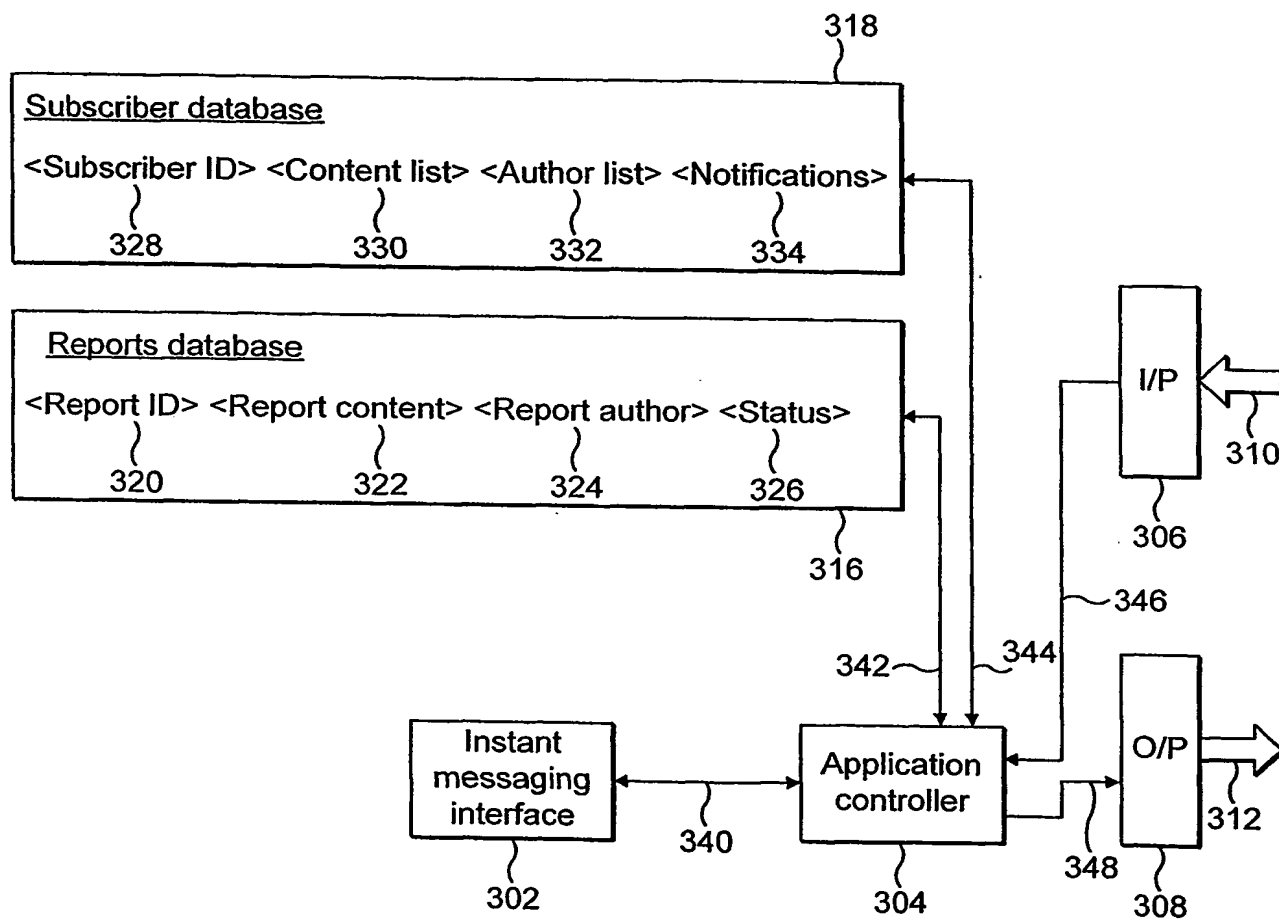 318
Subscriber database
<Subscriber ID> <Content list> <Author list> <Notifications>
328 330 332 334
Reports database
<Report ID> <Report content> <Report author> <Status>
320 322 324 326
316
I/P
310
306
346
342 344
Instant
messaging
interface
302
340
Application
controller
304
O/P
312
348
308